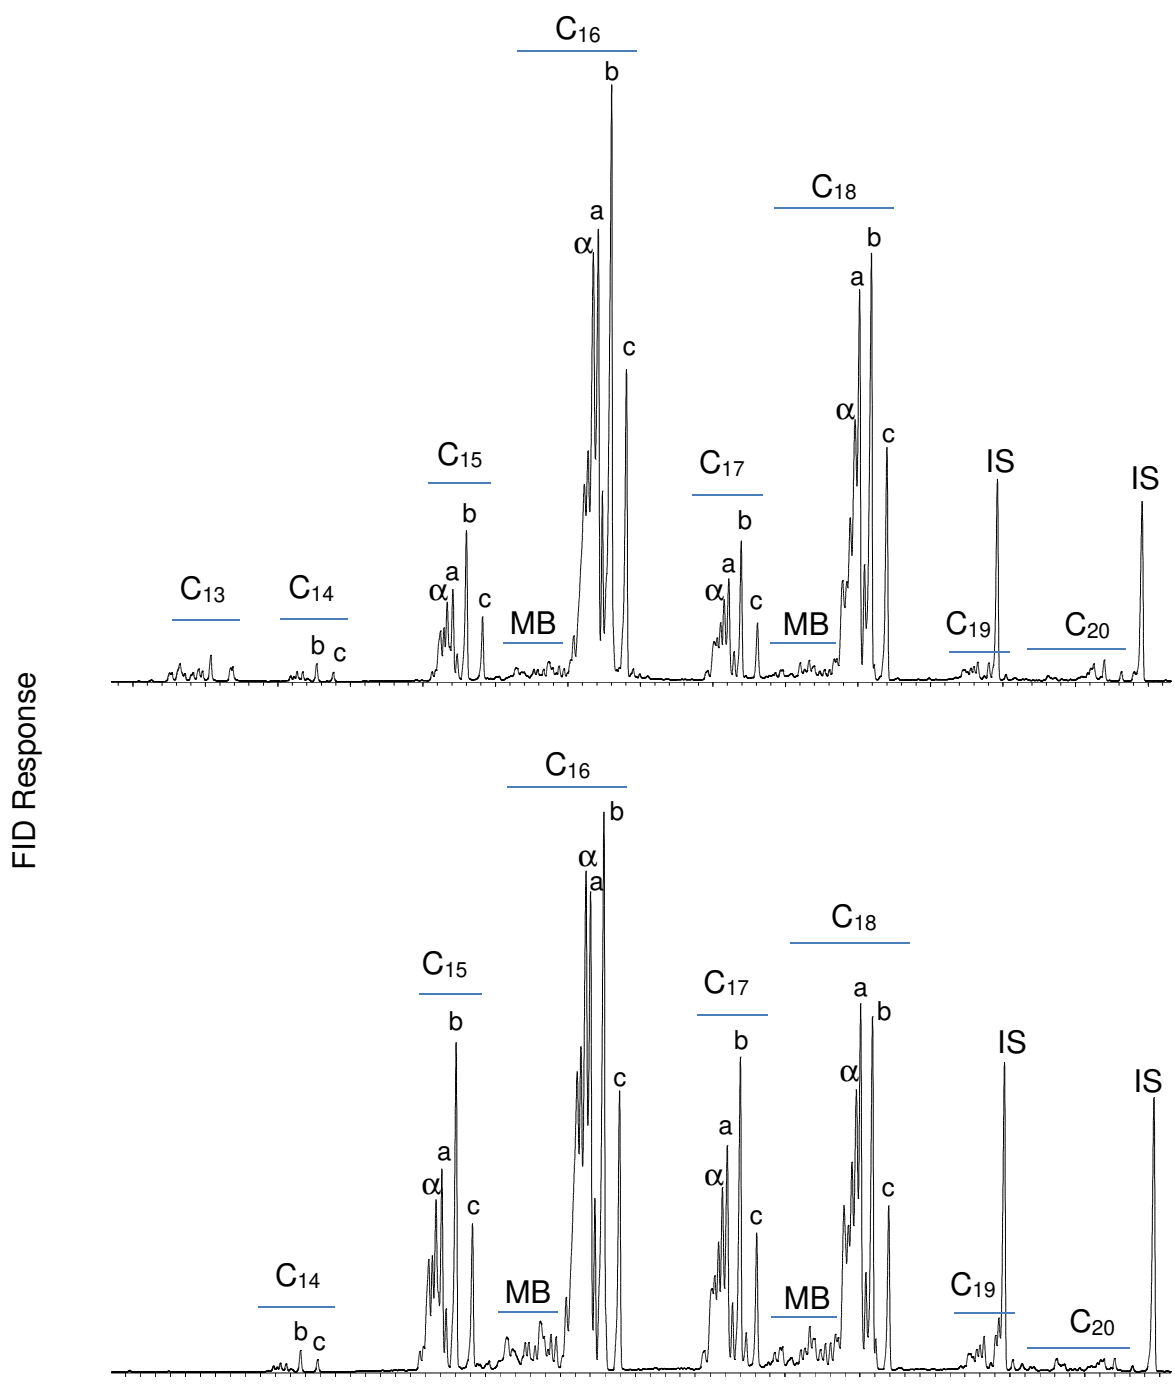 C₁₆
b
a
α
c
C₁₈
b
a
α
c
C₁₅
b
a
α
c
C₁₇
b
a
α
c
IS
IS
C₁₃
C₁₄
b c
MB
MB
C₁₉
C₂₀
FID Response
C₁₆
b
α
a
c
C₁₈
a
b
α
c
C₁₅
b
a
α
c
C₁₇
b
a
α
c
IS
IS
C₁₄
b c
MB
MB
C₁₉
C₂₀